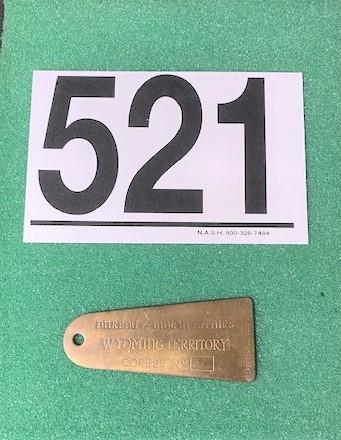 521
N.A.S.H. 800-326-7484
BUREAU of INDIAN AFFAIRS
WYOMING TERRITORY
CORPSE NO